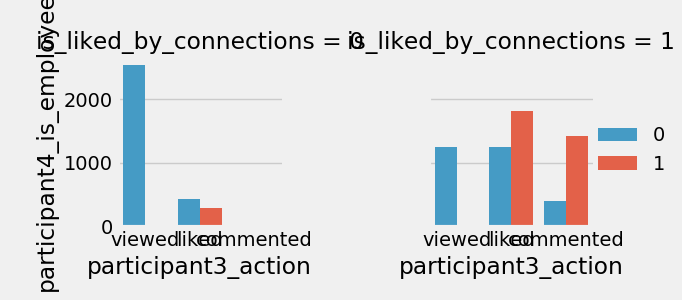 is_liked_by_connections = 0
is_liked_by_connections = 1
participant4_is_employee
2000
1000
0
viewed
liked
commented
viewed
liked
commented
participant3_action
participant3_action
0
1